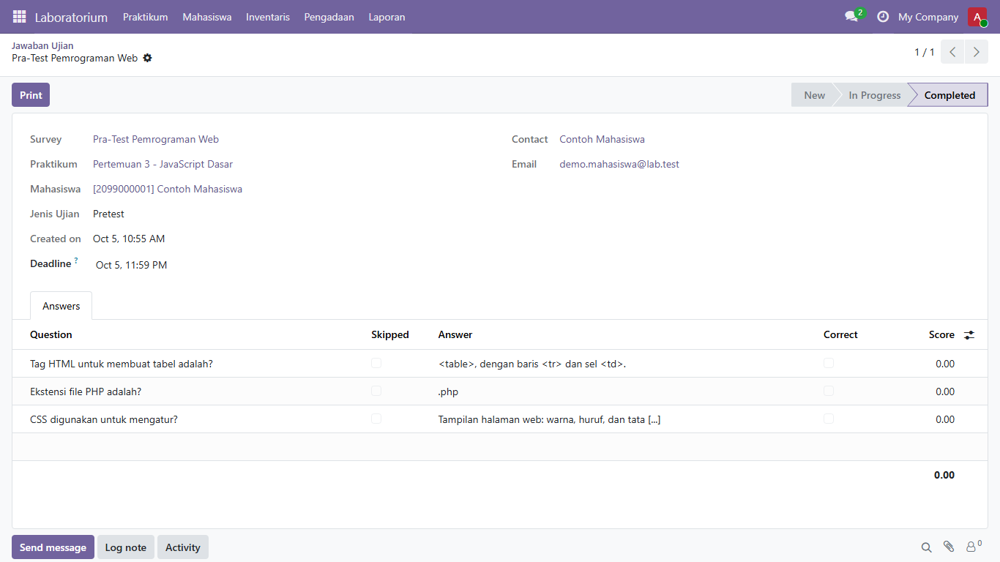 Laboratorium Praktikum Mahasiswa Inventaris Pengadaan Laporan 2 My Company A
Jawaban Ujian
Pra-Test Pemrograman Web
1 / 1
Print
New In Progress Completed
Survey Pra-Test Pemrograman Web
Contact Contoh Mahasiswa
Praktikum Pertemuan 3 - JavaScript Dasar
Email demo.mahasiswa@lab.test
Mahasiswa [2099000001] Contoh Mahasiswa
Jenis Ujian Pretest
Created on Oct 5, 10:55 AM
Deadline ? Oct 5, 11:59 PM
Answers
Question Skipped Answer Correct Score
Tag HTML untuk membuat tabel adalah? <table>, dengan baris <tr> dan sel <td>. 0.00
Ekstensi file PHP adalah? .php 0.00
CSS digunakan untuk mengatur? Tampilan halaman web: warna, huruf, dan tata [...] 0.00
0.00
Send message Log note Activity 0